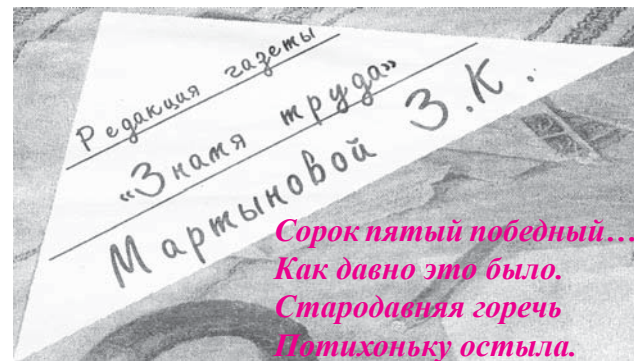 Редакция газеты
«Знамя труда»
Мартыновой З.К.
Сорок пятый победный…
Как давно это было.
Стародавняя горечь
Потихоньку остыла.